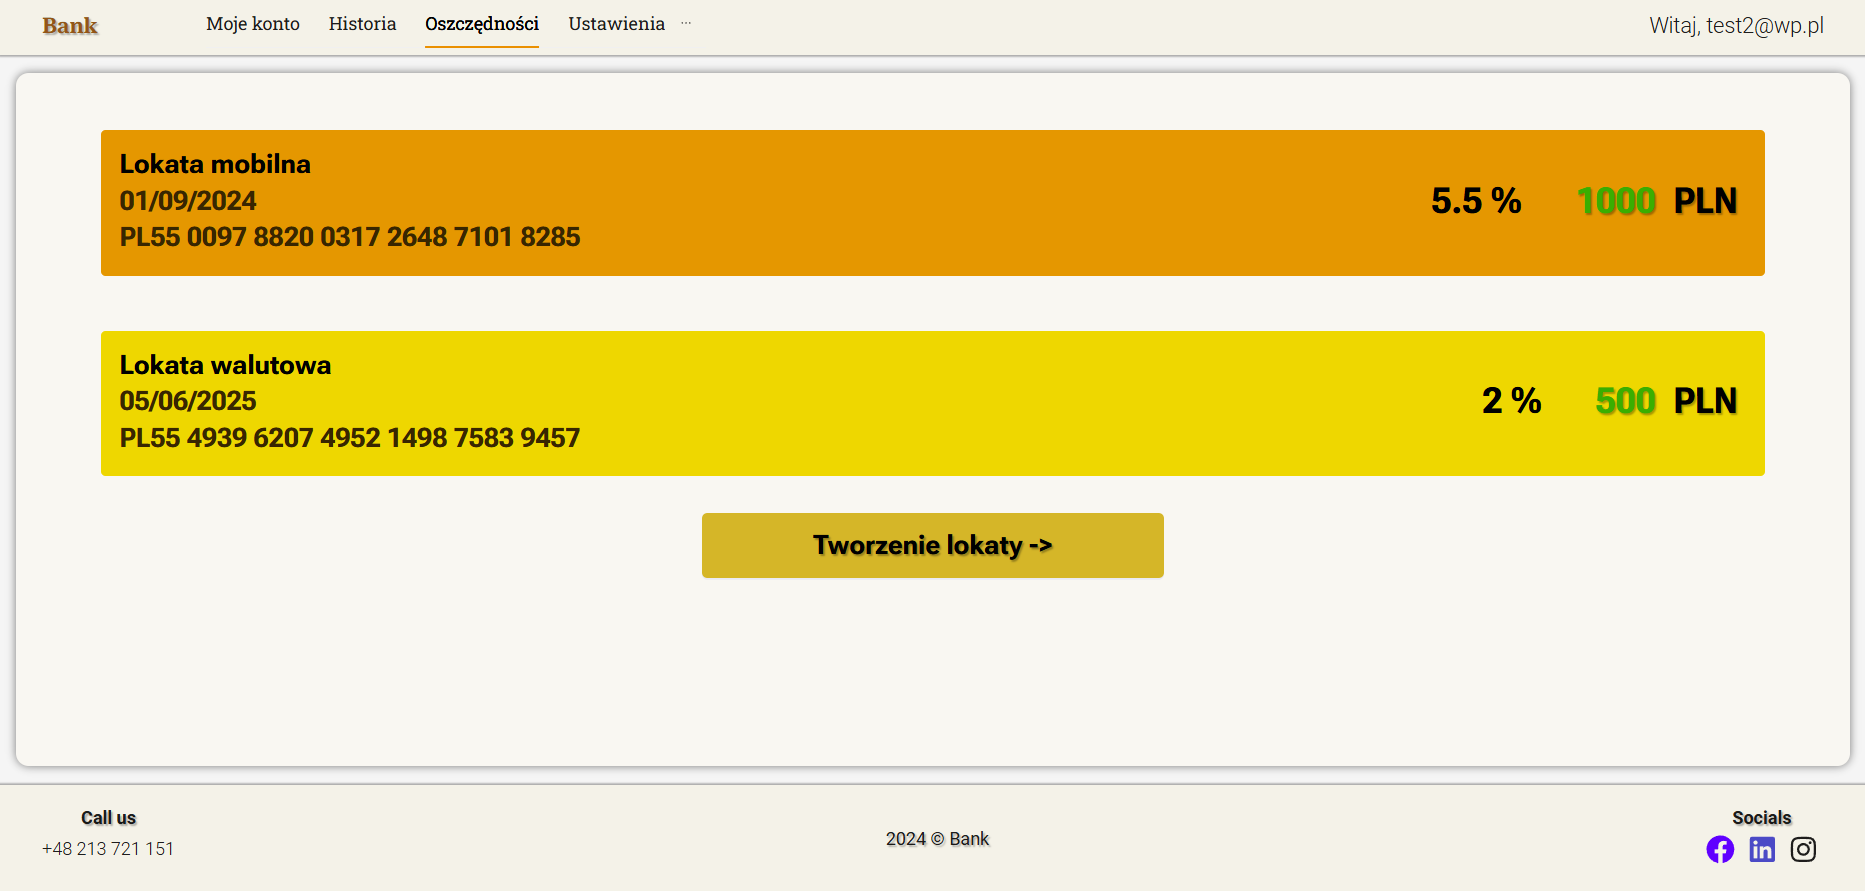 Bank
Moje konto Historia Oszczędności Ustawienia ···
Witaj, test2@wp.pl
Lokata mobilna
01/09/2024
PL55 0097 8820 0317 2648 7101 8285
5.5 % 1000 PLN
Lokata walutowa
05/06/2025
PL55 4939 6207 4952 1498 7583 9457
2 % 500 PLN
Tworzenie lokaty ->
Call us
+48 213 721 151
2024 © Bank
Socials